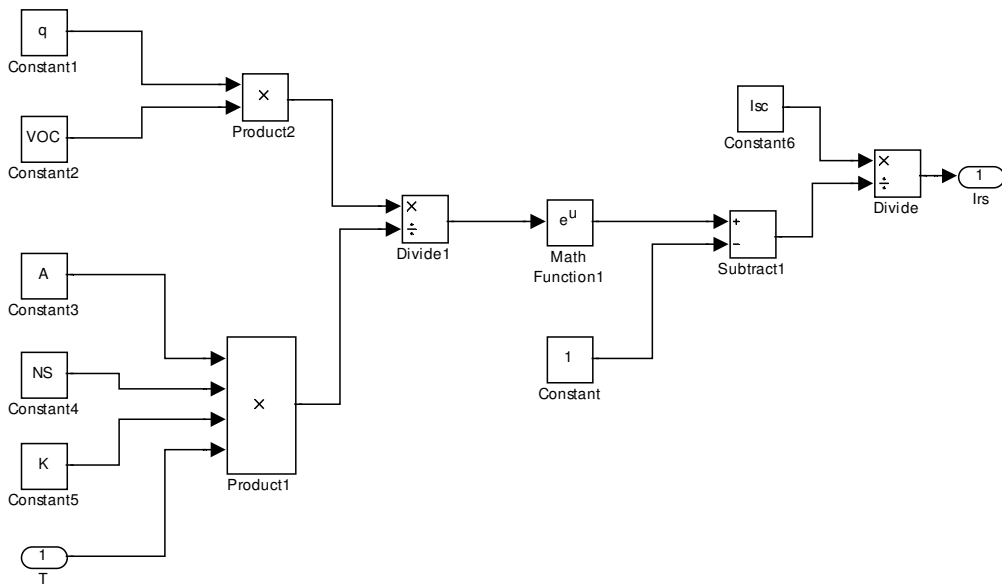 q
Constant1
VOC
Constant2
×
Product2
Isc
Constant6
×
÷
Divide
1
Irs
×
÷
Divide1
e^u
Math
Function1
+
−
Subtract1
A
Constant3
1
Constant
NS
Constant4
×
Product1
K
Constant5
1
T